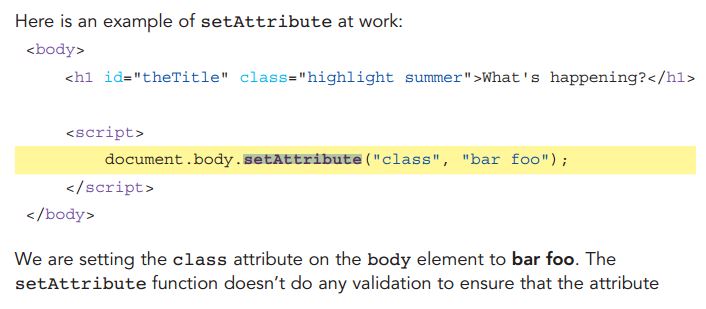 Here is an example of setAttribute at work:
<body>
<h1 id="theTitle" class="highlight summer">What's happening?</h1>
<script>
document.body.setAttribute("class", "bar foo");
</script>
</body>
We are setting the class attribute on the body element to bar foo. The
setAttribute function doesn’t do any validation to ensure that the attribute